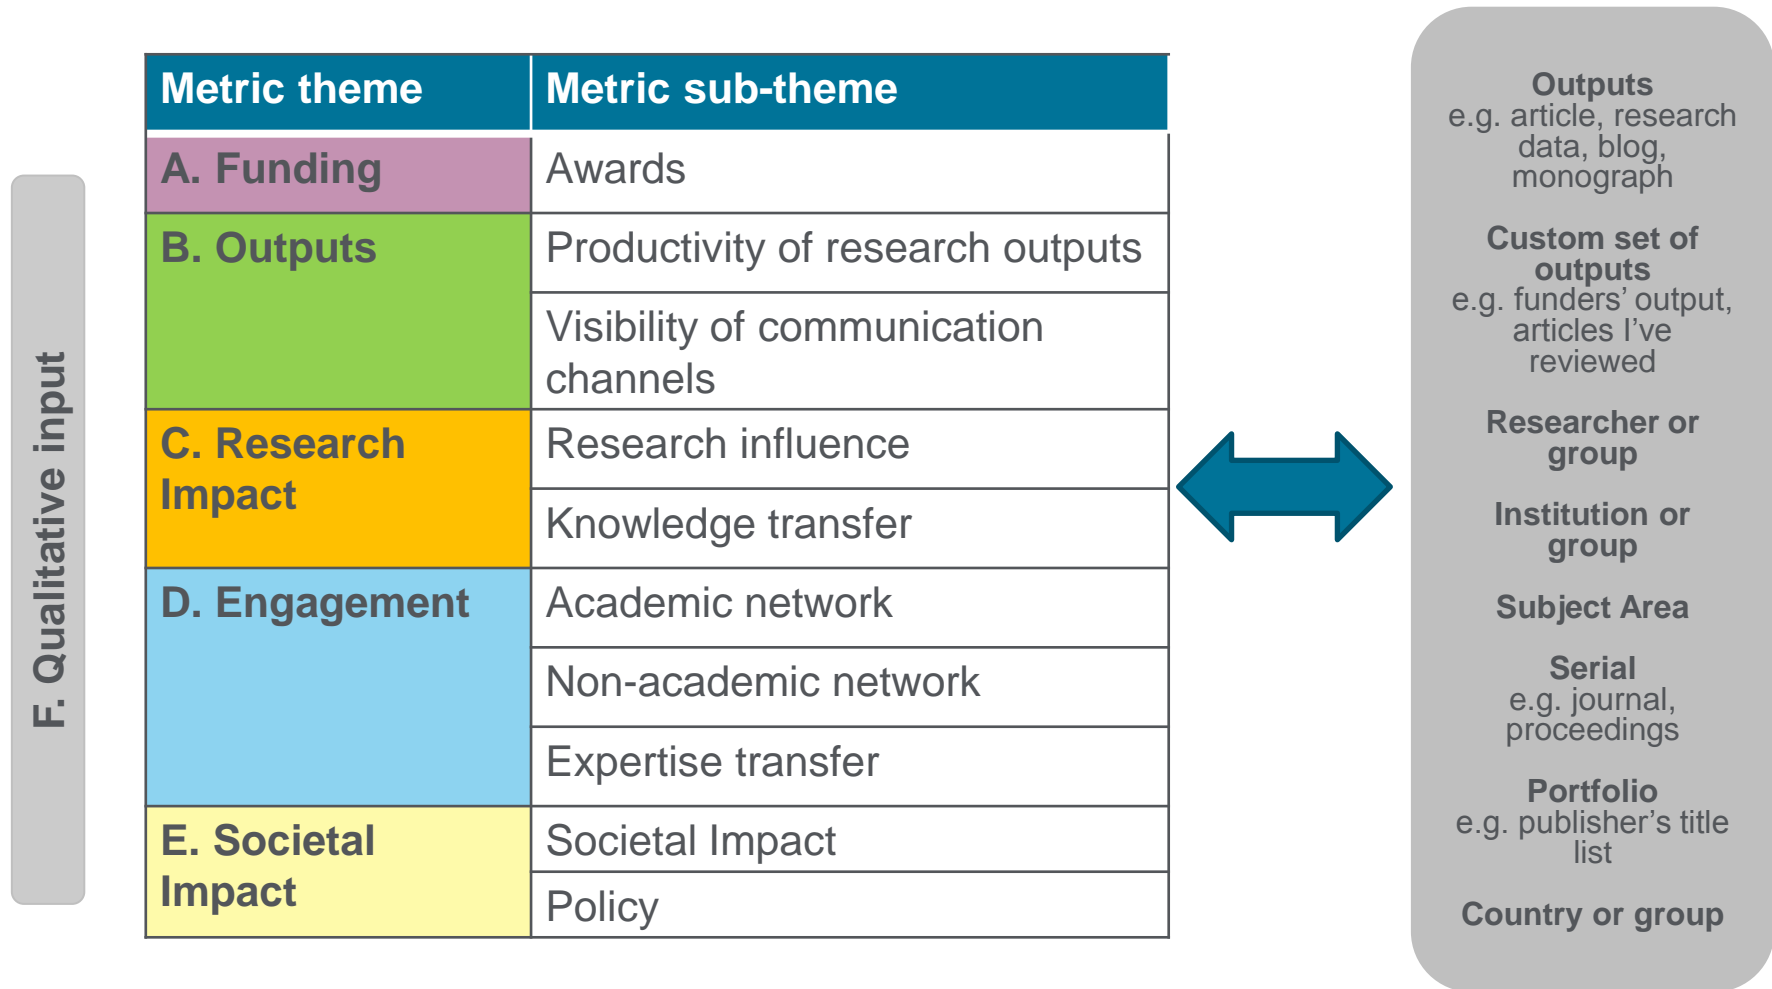 F. Qualitative input
Metric theme
Metric sub-theme
A. Funding
Awards
B. Outputs
Productivity of research outputs
Visibility of communication
channels
C. Research
Impact
Research influence
Knowledge transfer
D. Engagement
Academic network
Non-academic network
Expertise transfer
E. Societal
Impact
Societal Impact
Policy
Outputs
e.g. article, research
data, blog,
monograph
Custom set of
outputs
e.g. funders’ output,
articles I’ve
reviewed
Researcher or
group
Institution or
group
Subject Area
Serial
e.g. journal,
proceedings
Portfolio
e.g. publisher’s title
list
Country or group